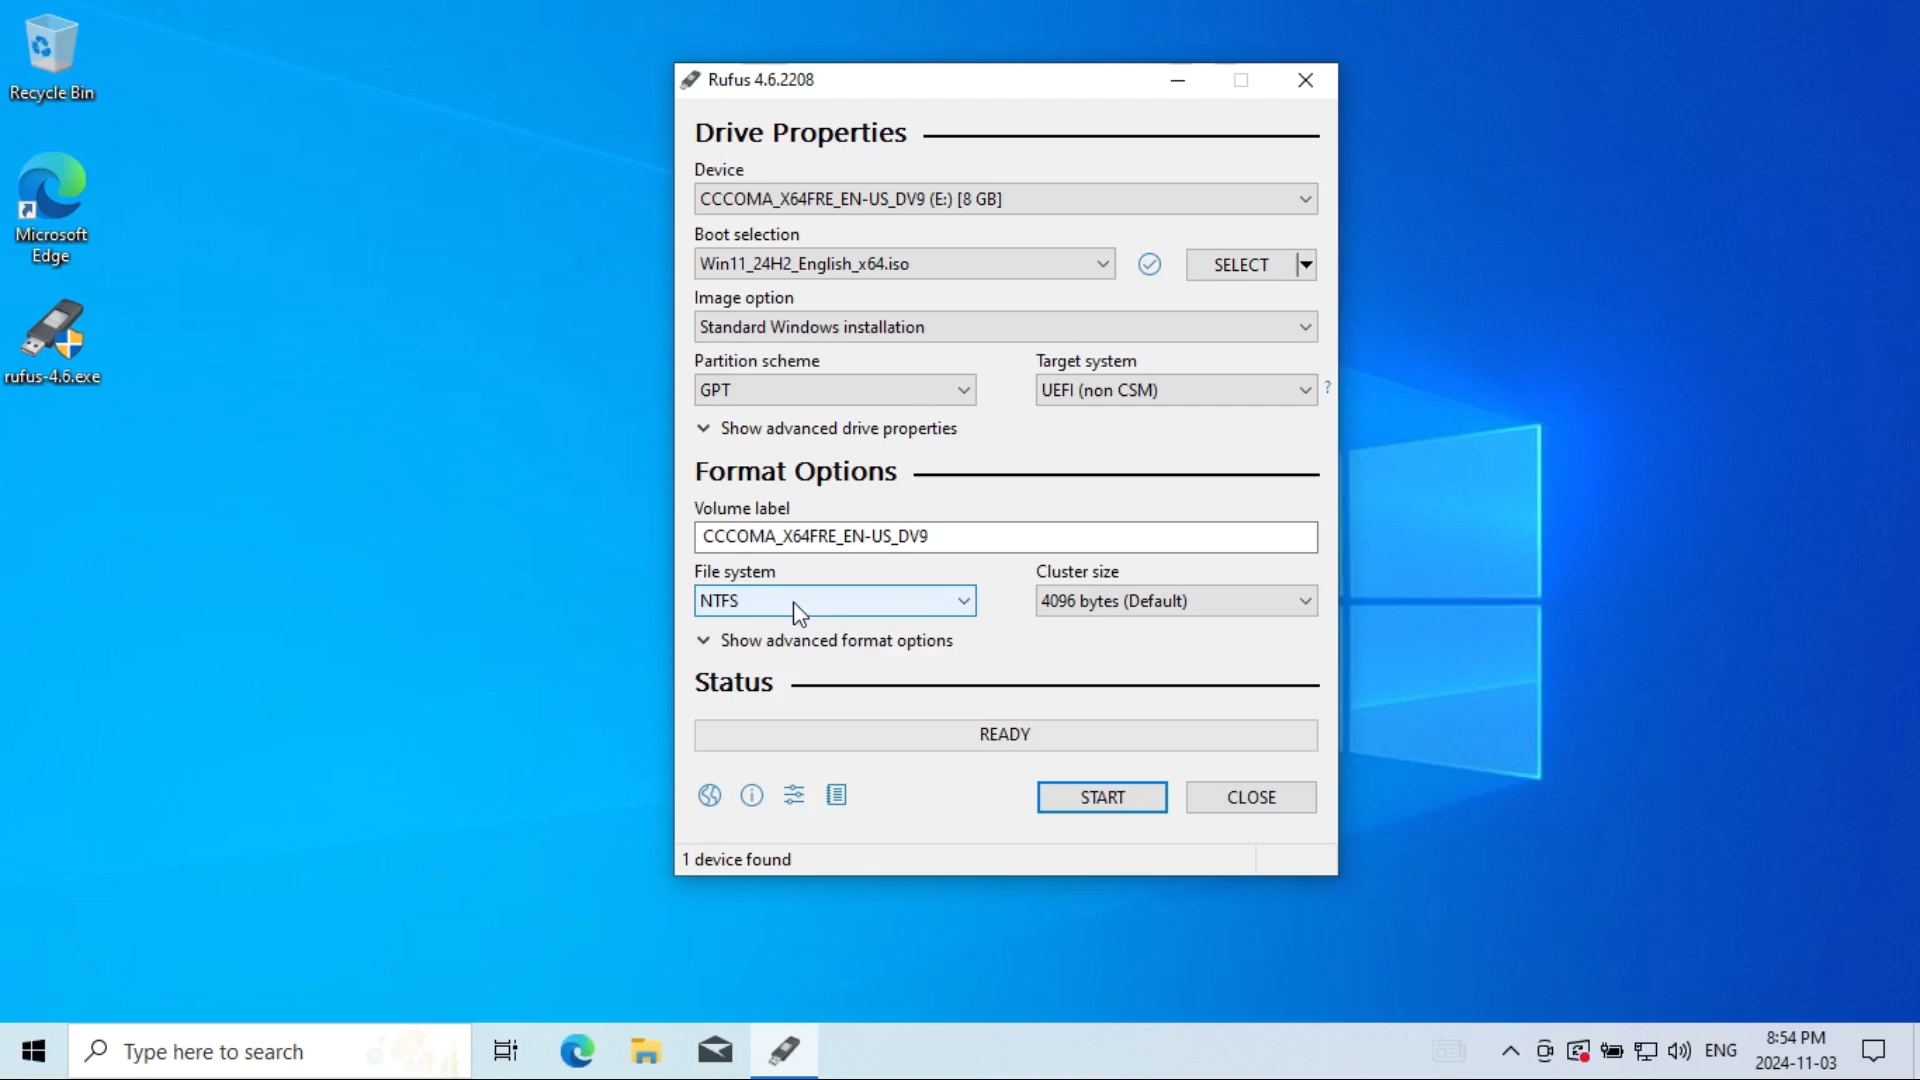 Recycle Bin
Microsoft
Edge
rufus-4.6.exe
Rufus 4.6.2208
Drive Properties
Device
CCCOMA_X64FRE_EN-US_DV9 (E:) [8 GB]
Boot selection
Win11_24H2_English_x64.iso
SELECT
Image option
Standard Windows installation
Partition scheme
Target system
GPT
UEFI (non CSM)
?
Show advanced drive properties
Format Options
Volume label
CCCOMA_X64FRE_EN-US_DV9
File system
Cluster size
NTFS
4096 bytes (Default)
Show advanced format options
Status
READY
START
CLOSE
1 device found
Type here to search
ENG
8:54 PM
2024-11-03